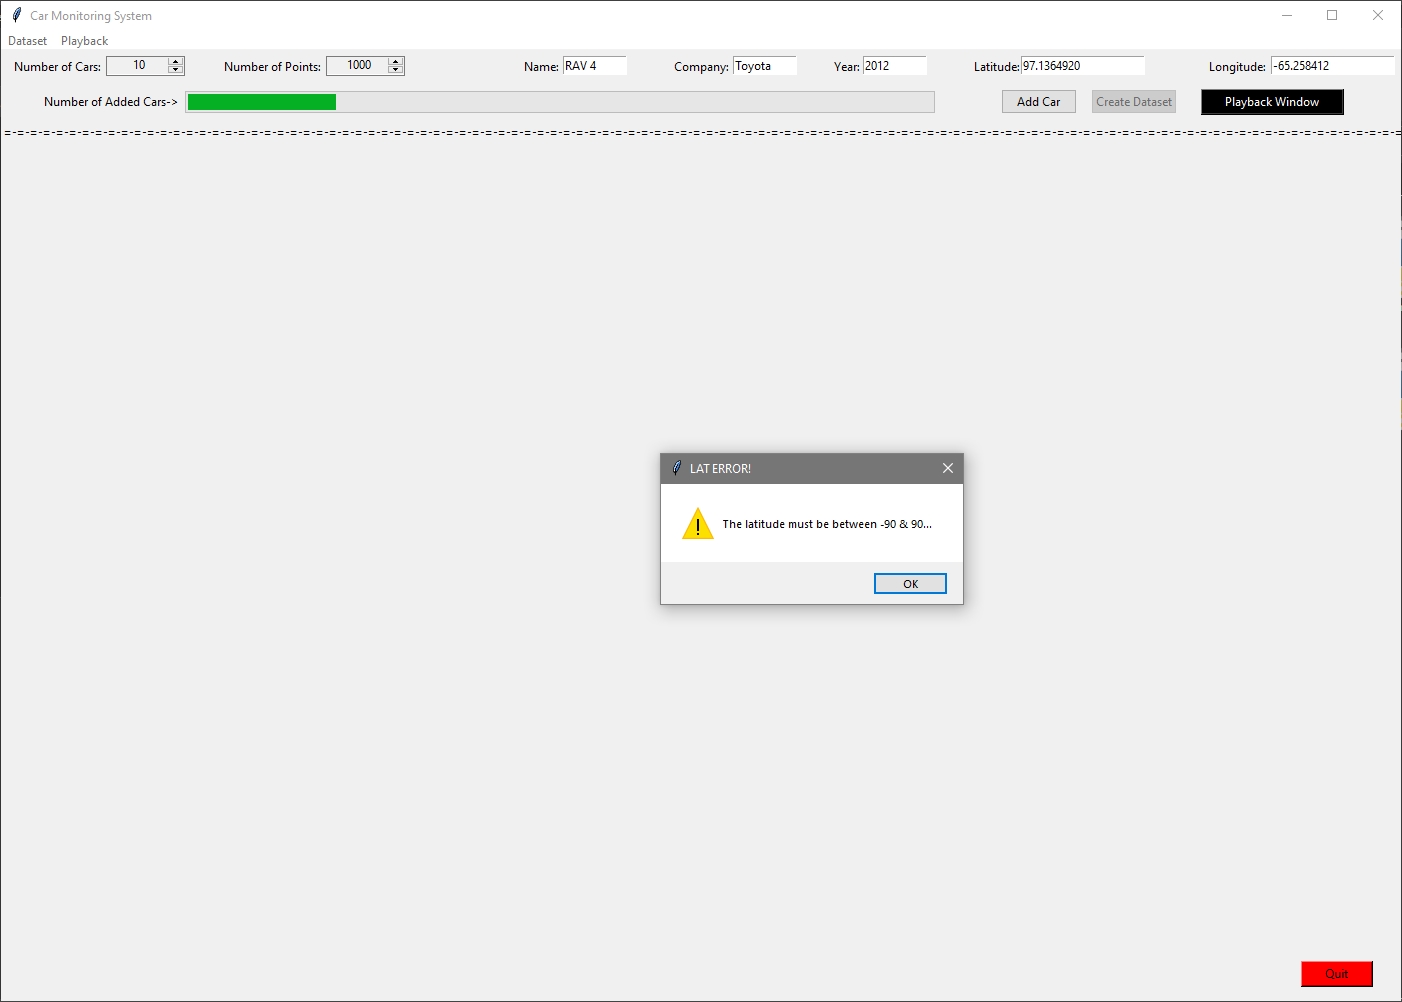 Car Monitoring System
Dataset Playback
Number of Cars: 10 Number of Points: 1000 Name: RAV 4 Company: Toyota Year: 2012 Latitude: 97.1364920 Longitude: -65.258412
Number of Added Cars-> Add Car Create Dataset Playback Window
=-=-=-=-=-=-=-=-=-=-=-=-=-=-=-=-=-=-=-=-=-=-=-=-=-=-=-=-=-=-=-=-=-=-=-=-=-=-=-=-=-=-=-=-=-=-=-=-=-=-=-=-=-=-=-=-=-=-=-=-=-=-=-=-=-=-=-=-=-=-=-=-=-=-=-=-=-=-=-=-=-=-=-=-=-=-=-=-=-=-=-=-=-=-=-=-=-=-=-=-=-=-=-=-=-=-=
LAT ERROR!
The latitude must be between -90 & 90...
OK
Quit